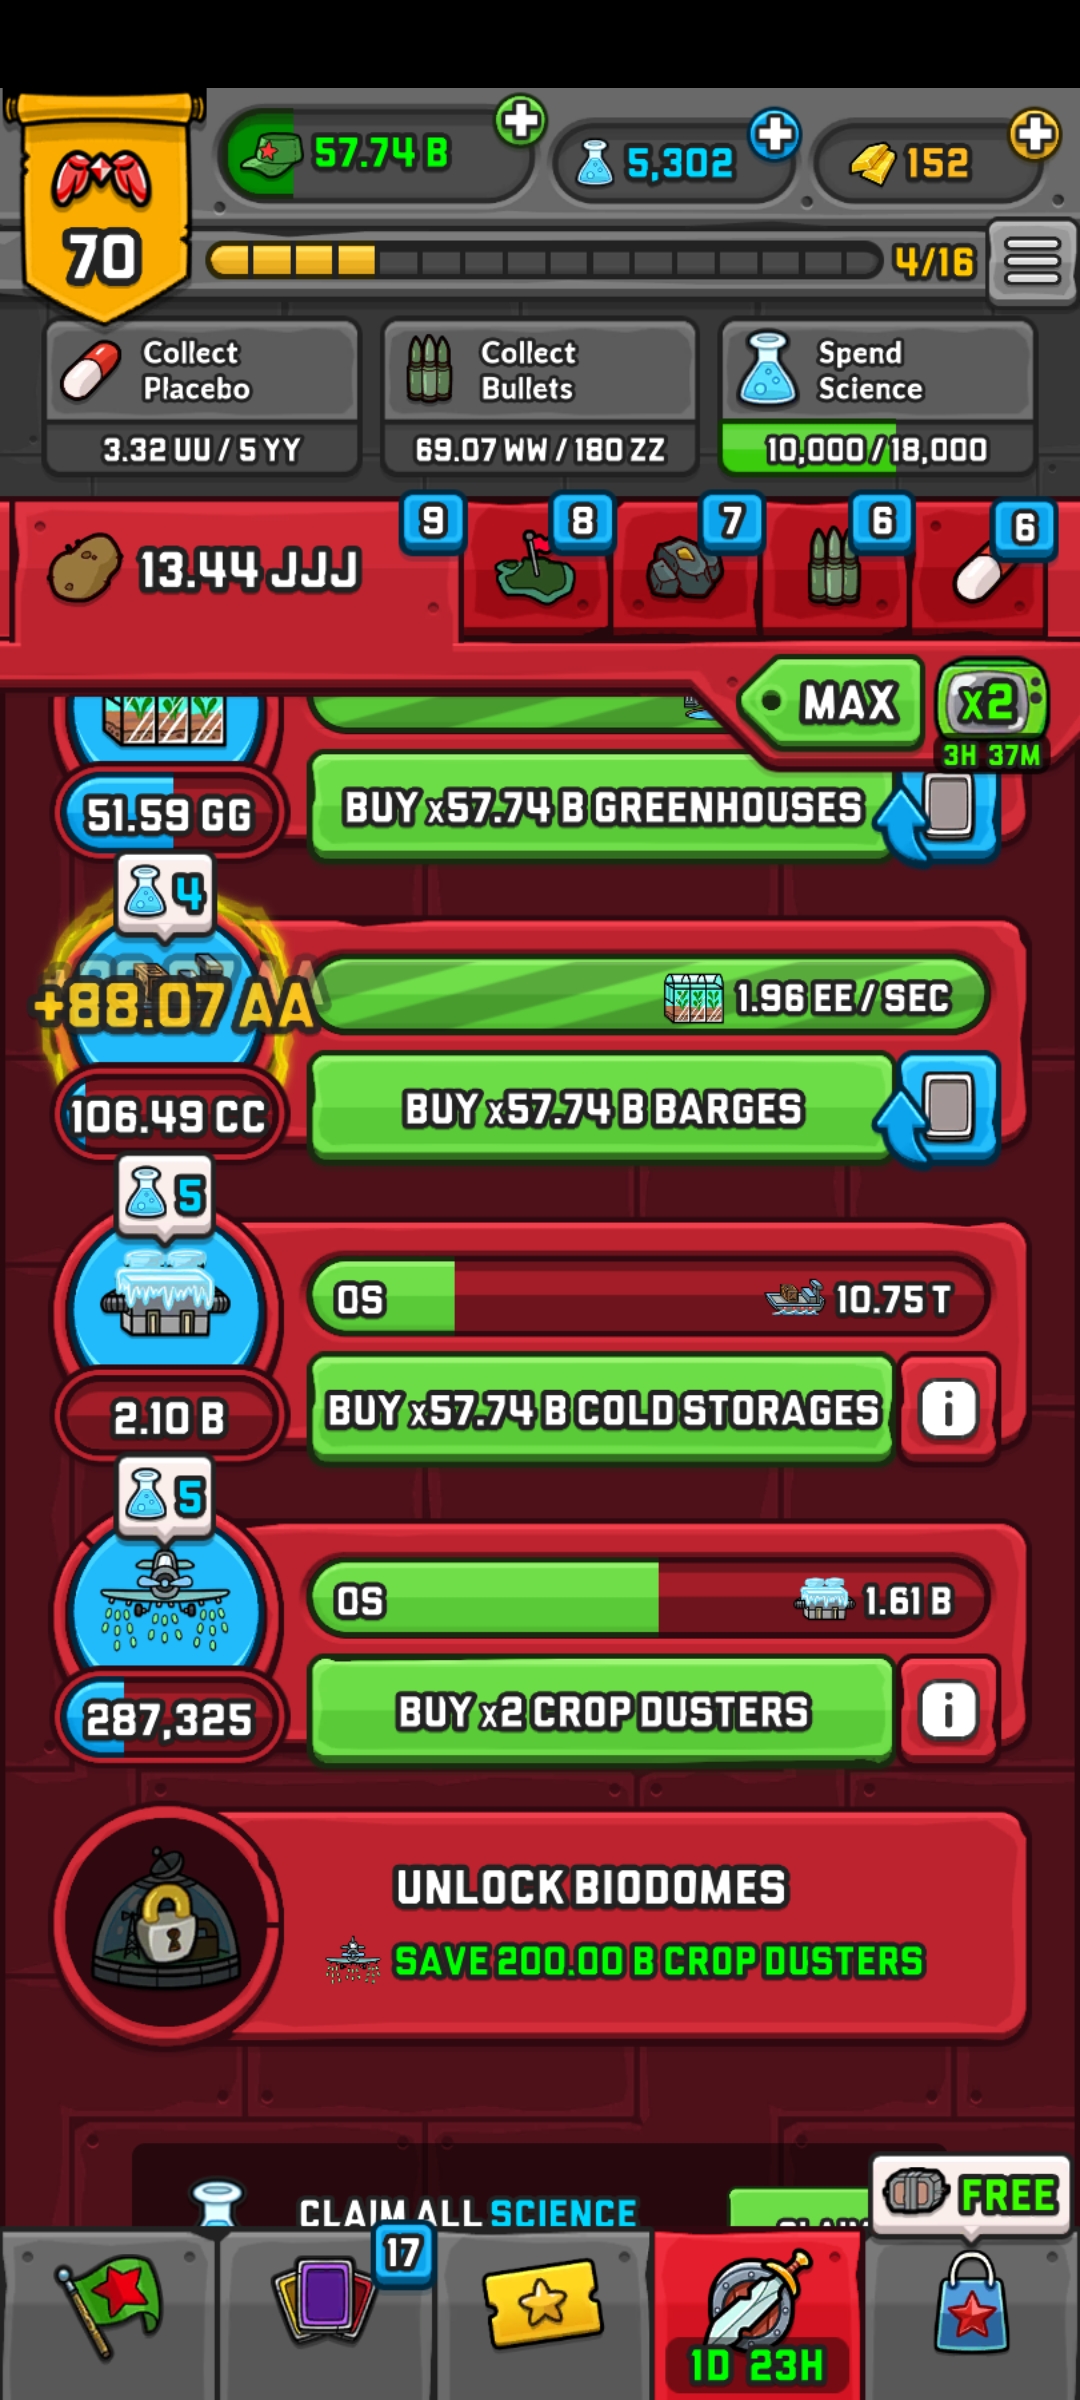 57.74 B
5,302
152
70
4/16
Collect
Placebo
3.32 UU / 5 YY
Collect
Bullets
69.07 WW / 180 ZZ
Spend
Science
10,000 / 18,000
13.44 JJJ
9
8
7
6
6
MAX
x2
3H 37M
51.59 GG
BUY x57.74 B GREENHOUSES
4
+88.07 AA
1.96 EE / SEC
106.49 CC
BUY x57.74 B BARGES
5
0S
10.75 T
2.10 B
BUY x57.74 B COLD STORAGES
i
5
0S
1.61 B
287,325
BUY x2 CROP DUSTERS
i
UNLOCK BIODOMES
SAVE 200.00 B CROP DUSTERS
CLAIM ALL SCIENCE
FREE
17
1D 23H